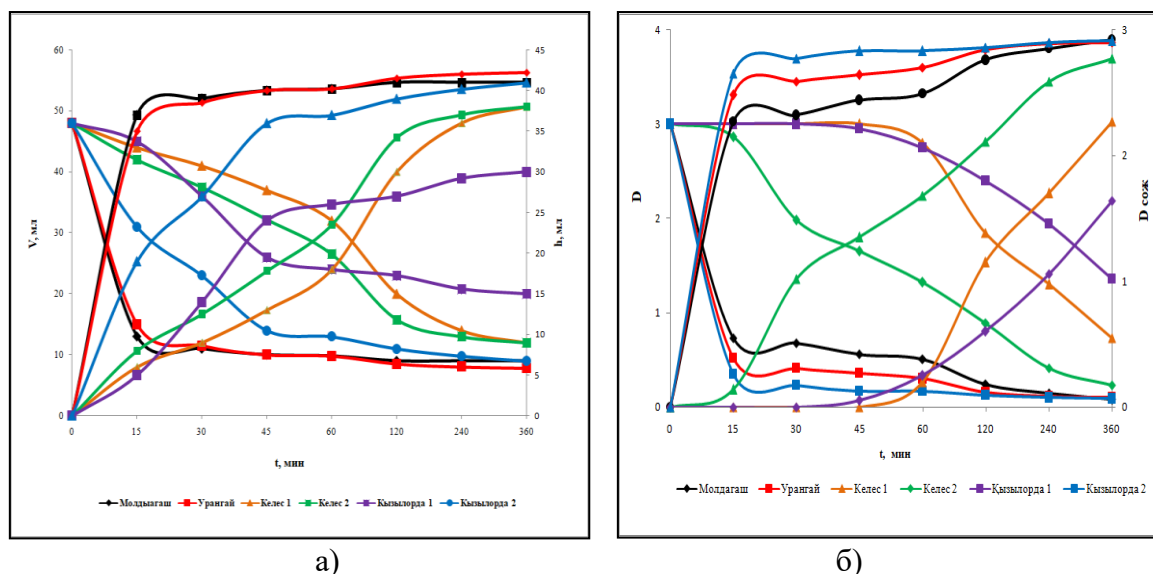 60
50
40
30
20
10
0
V, мл
45
40
35
30
25
20
15
10
5
0
h, мл
0 15 30 45 60 120 240 360
t, мин
Молдыагаш Урангай Келес 1 Келес 2 Кызылорда 1 Кызылорда 2
а)
4
3
2
1
0
D
3
2
1
0
D сож
0 15 30 45 60 120 240 360
t, мин
Молдагаш Урангай Келес 1 Келес 2 Қызылорда 1 Кызылорда 2
б)